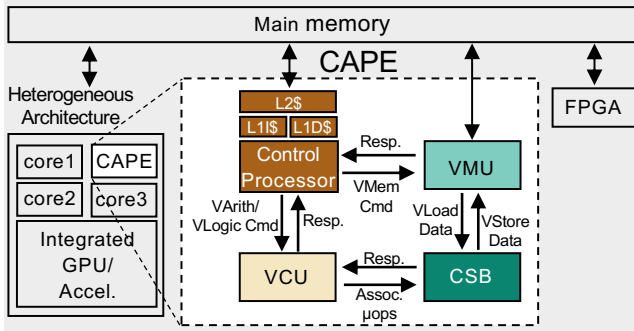 Main memory
CAPE
Heterogeneous
Architecture
core1
CAPE
core2
core3
Integrated
GPU/
Accel.
L2$
L1I$
L1D$
Control
Processor
Resp.
VMem
Cmd
VMU
VArith/
VLogic Cmd
Resp.
VLoad
Data
VStore
Data
VCU
Resp.
Assoc.
μops
CSB
FPGA